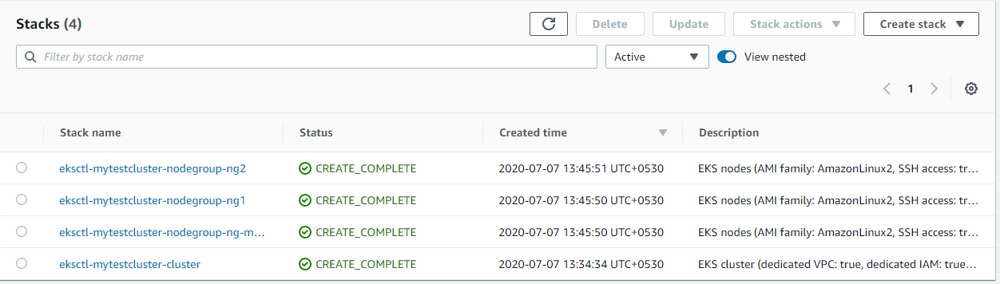 Stacks (4)
Delete
Update
Stack actions
Create stack
Filter by stack name
Active
View nested
1
Stack name Status Created time Description
eksctl-mytestcluster-nodegroup-ng2 CREATE_COMPLETE 2020-07-07 13:45:51 UTC+0530 EKS nodes (AMI family: AmazonLinux2, SSH access: tr...
eksctl-mytestcluster-nodegroup-ng1 CREATE_COMPLETE 2020-07-07 13:45:50 UTC+0530 EKS nodes (AMI family: AmazonLinux2, SSH access: tr...
eksctl-mytestcluster-nodegroup-ng-m... CREATE_COMPLETE 2020-07-07 13:45:50 UTC+0530 EKS nodes (AMI family: AmazonLinux2, SSH access: tr...
eksctl-mytestcluster-cluster CREATE_COMPLETE 2020-07-07 13:34:34 UTC+0530 EKS cluster (dedicated VPC: true, dedicated IAM: true...